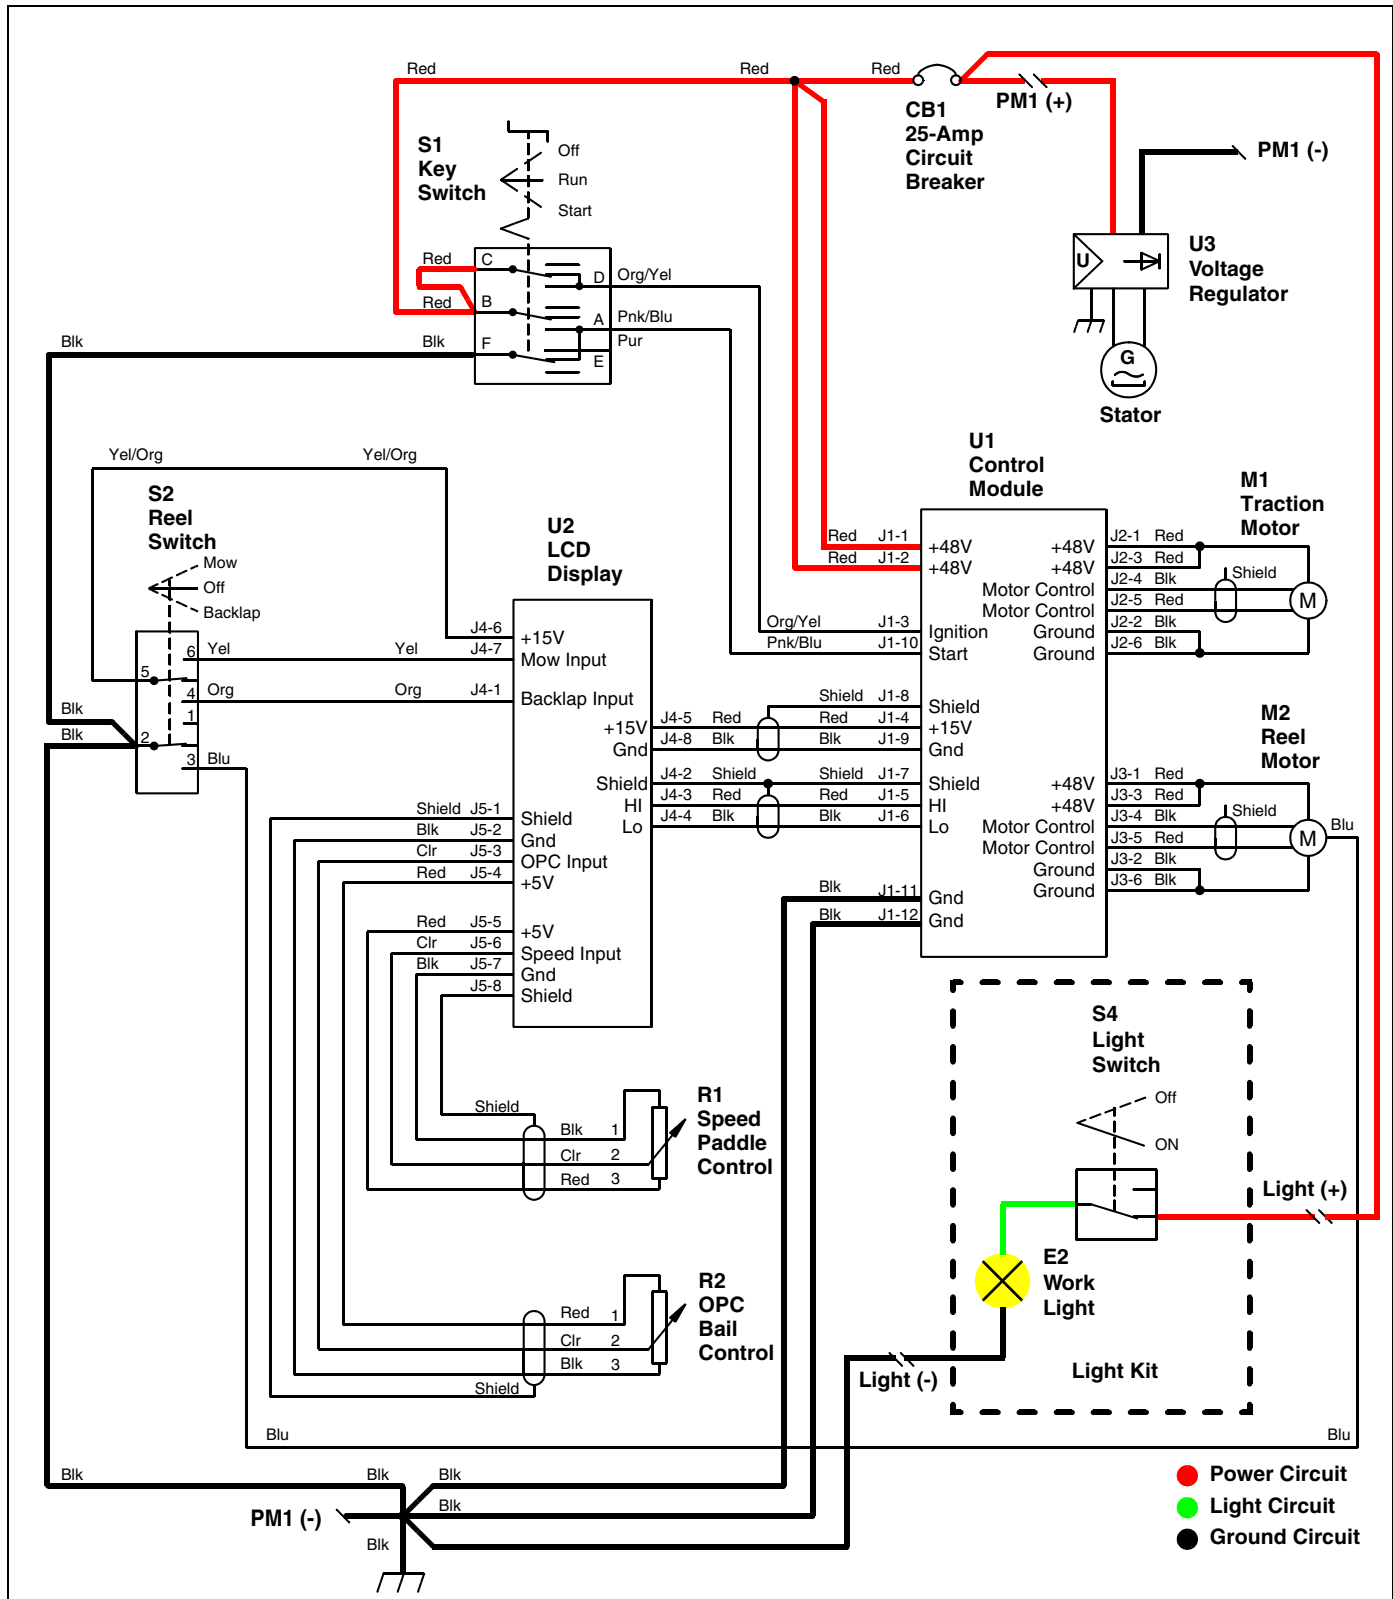 Red
Red
Red
PM1 (+)
CB1
25-Amp
Circuit
Breaker
PM1 (-)
S1
Key
Switch
Off
Run
Start
U
U3
Voltage
Regulator
G
Stator
Red
C
D
Org/Yel
Red
B
A
Pnk/Blu
Blk
Blk
F
Pur
E
Yel/Org
Yel/Org
S2
Reel
Switch
Mow
Off
Backlap
U2
LCD
Display
U1
Control
Module
M1
Traction
Motor
Red J1-1
+48V
Red J1-2
+48V
+48V
J2-1 Red
+48V
J2-3 Red
Motor Control
J2-4 Blk
Motor Control
J2-5 Red
Ground
J2-2 Blk
Ground
J2-6 Blk
Shield
M
Org/Yel J1-3
Ignition
Pnk/Blu J1-10
Start
J4-6
+15V
6
Yel
Yel
J4-7
Mow Input
5
4
Org
Org
J4-1
Backlap Input
1
Blk
Blk
2
3
Blu
+15V
J4-5 Red
Red J1-4
+15V
Shield J1-8
Shield
Gnd
J4-8 Blk
Blk J1-9
Gnd
Shield
J4-2 Shield
Shield J1-7
Shield
HI
J4-3 Red
Red J1-5
HI
Lo
J4-4 Blk
Blk J1-6
Lo
M2
Reel
Motor
+48V
J3-1 Red
+48V
J3-3 Red
Motor Control
J3-4 Blk
Motor Control
J3-5 Red
Ground
J3-2 Blk
Ground
J3-6 Blk
Shield
M
Blu
Shield J5-1
Shield
Blk J5-2
Gnd
Clr J5-3
OPC Input
Red J5-4
+5V
Red J5-5
+5V
Clr J5-6
Speed Input
Blk J5-7
Gnd
J5-8
Shield
Blk J1-11
Gnd
Blk J1-12
Gnd
S4
Light
Switch
Off
ON
Light (+)
Shield
Blk 1
Clr 2
Red 3
R1
Speed
Paddle
Control
E2
Work
Light
Red 1
Clr 2
Blk 3
Shield
R2
OPC
Bail
Control
Light (-)
Light Kit
Blu
Blu
Blk
Blk
Blk
Blk
PM1 (-)
Blk
Power Circuit
Light Circuit
Ground Circuit